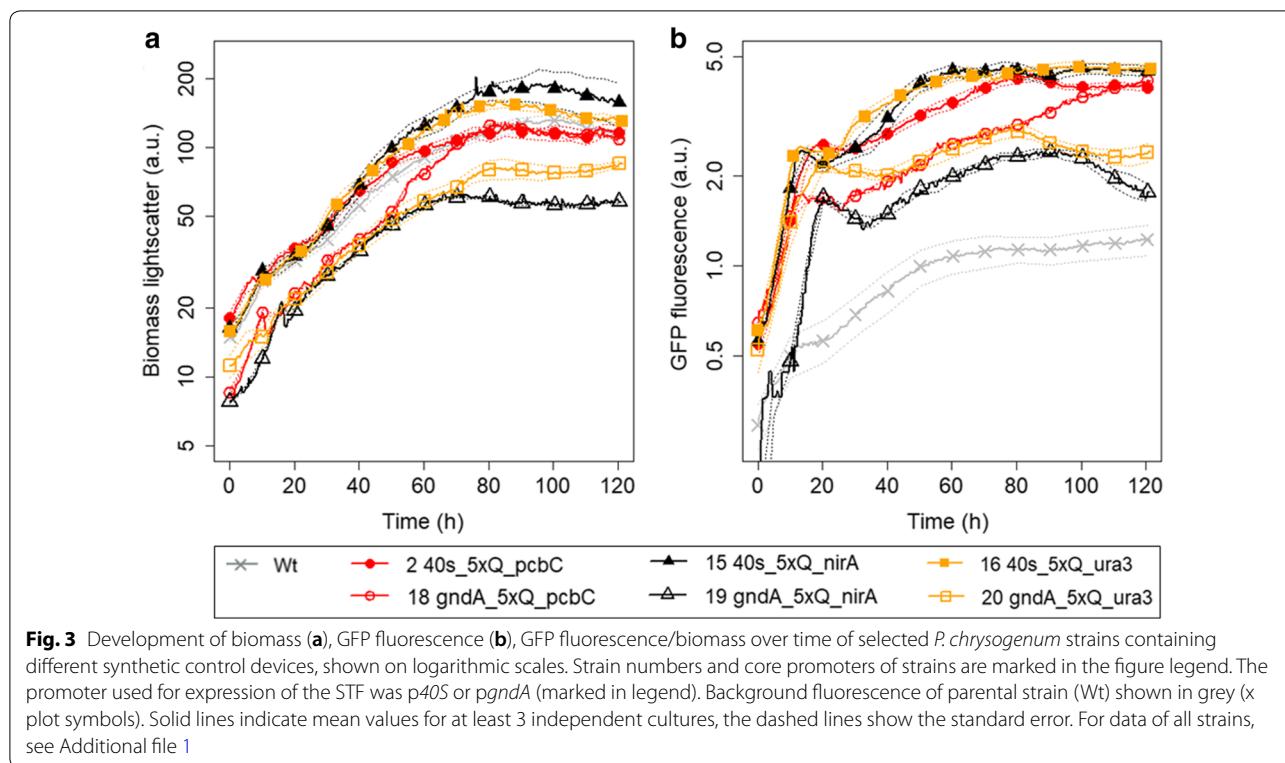 a
b
200
100
50
20
10
5
Biomass lightscatter (a.u.)
0 20 40 60 80 100 120
Time (h)
5.0
2.0
1.0
0.5
GFP fluorescence (a.u.)
0 20 40 60 80 100 120
Time (h)
Wt 2 40s_5xQ_pcbC 15 40s_5xQ_nirA 16 40s_5xQ_ura3
18 gndA_5xQ_pcbC 19 gndA_5xQ_nirA 20 gndA_5xQ_ura3
Fig. 3 Development of biomass (a), GFP fluorescence (b), GFP fluorescence/biomass over time of selected P. chrysogenum strains containing
different synthetic control devices, shown on logarithmic scales. Strain numbers and core promoters of strains are marked in the figure legend. The
promoter used for expression of the STF was p40S or pgndA (marked in legend). Background fluorescence of parental strain (Wt) shown in grey (x
plot symbols). Solid lines indicate mean values for at least 3 independent cultures, the dashed lines show the standard error. For data of all strains,
see Additional file 1